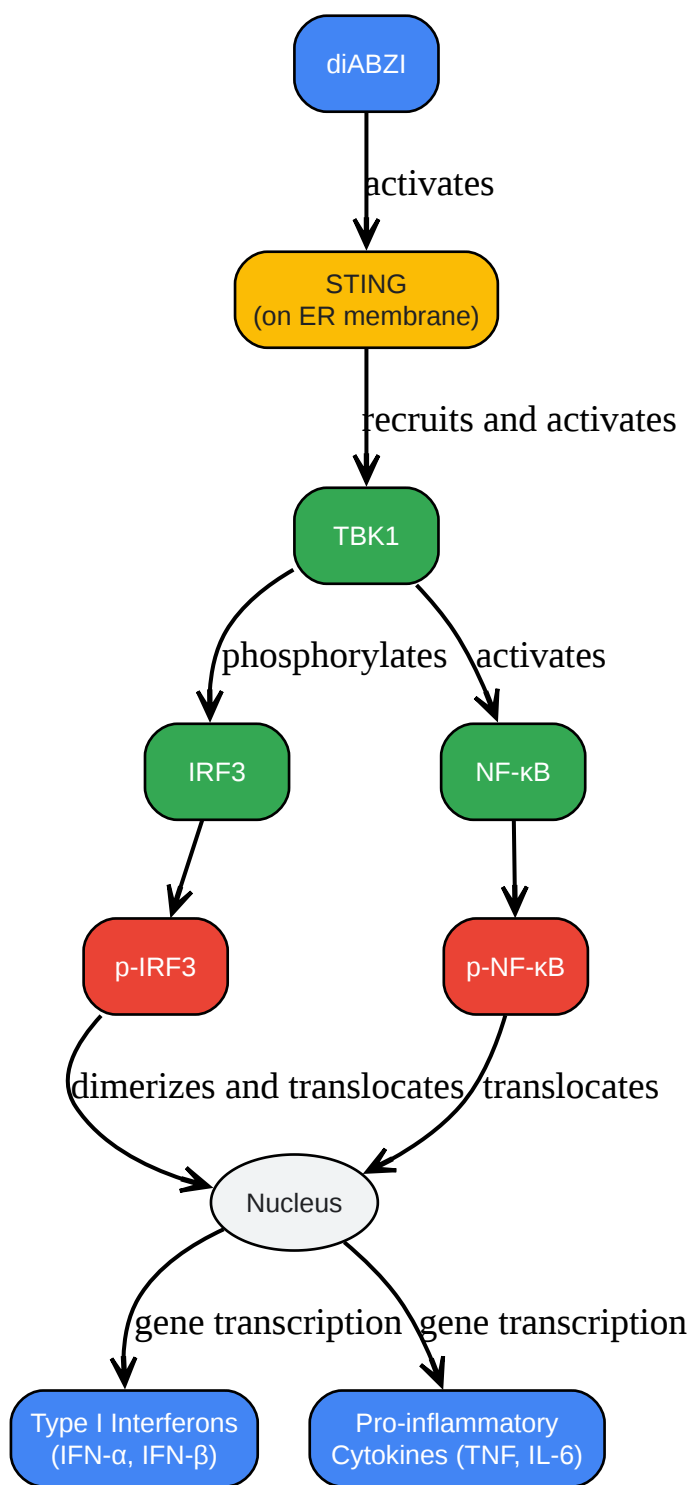 diABZI
activates
STING
(on ER membrane)
recruits and activates
TBK1
phosphorylates
activates
IRF3
NF-κB
p-IRF3
p-NF-κB
dimerizes and translocates
translocates
Nucleus
gene transcription
gene transcription
Type I Interferons
(IFN-α, IFN-β)
Pro-inflammatory
Cytokines (TNF, IL-6)